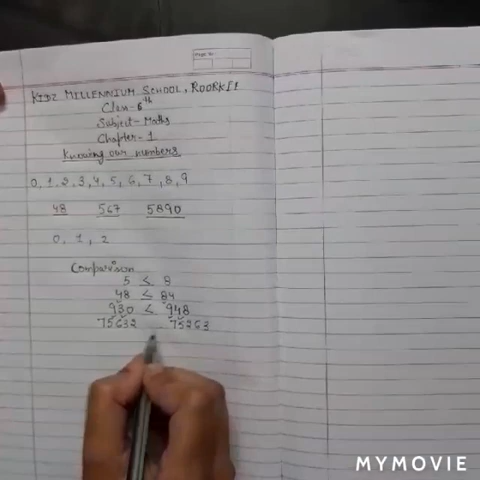 Page No.
KIDZ MILLENNIUM SCHOOL, ROORKEE
Class-6th
Subject- Maths
Chapter- 1
Knowing our numbers
0, 1, 2, 3, 4, 5, 6, 7, 8, 9
48 567 5890
0, 1, 2
Comparison
5 < 8
48 < 84
930 < 948
75632 75263
MYMOVIE